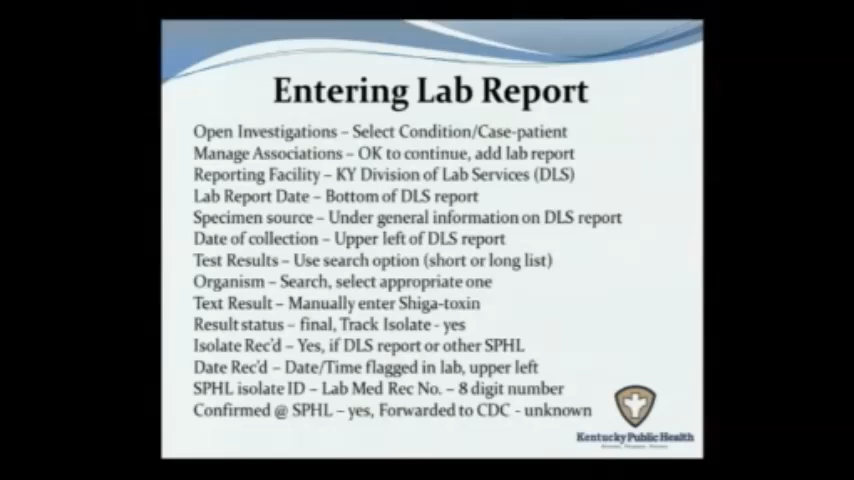 Entering Lab Report
Open Investigations – Select Condition/Case-patient
Manage Associations – OK to continue, add lab report
Reporting Facility – KY Division of Lab Services (DLS)
Lab Report Date – Bottom of DLS report
Specimen source – Under general information on DLS report
Date of collection – Upper left of DLS report
Test Results – Use search option (short or long list)
Organism – Search, select appropriate one
Text Result – Manually enter Shiga-toxin
Result status – final, Track Isolate - yes
Isolate Rec'd – Yes, if DLS report or other SPHL
Date Rec'd – Date/Time flagged in lab, upper left
SPHL isolate ID – Lab Med Rec No. – 8 digit number
Confirmed @ SPHL – yes, Forwarded to CDC - unknown
Kentucky Public Health